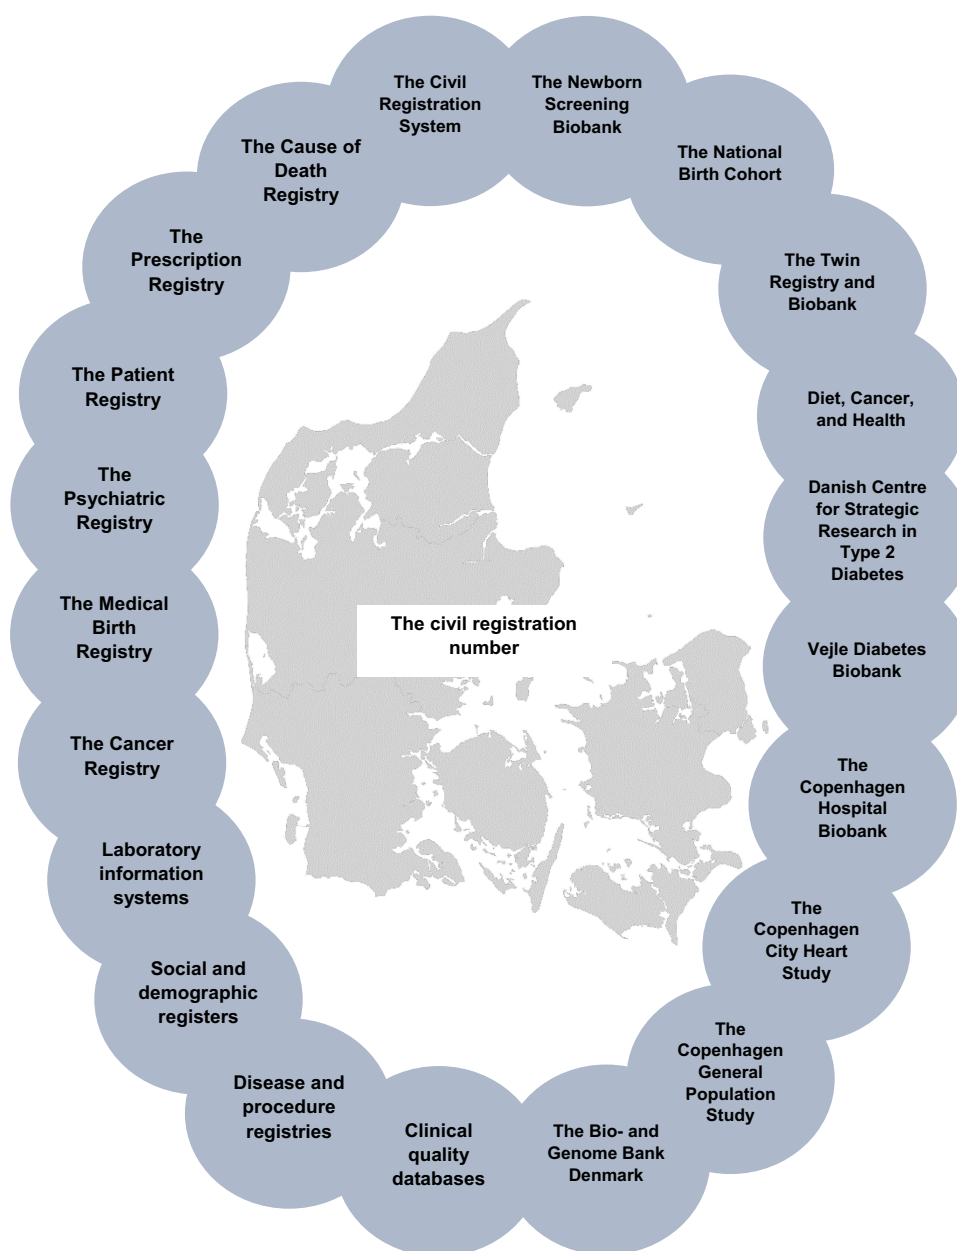 The Civil
Registration
System
The Newborn
Screening
Biobank
The National
Birth Cohort
The Twin
Registry and
Biobank
Diet, Cancer,
and Health
Danish Centre
for Strategic
Research in
Type 2
Diabetes
Vejle Diabetes
Biobank
The
Copenhagen
Hospital
Biobank
The
Copenhagen
City Heart
Study
The
Copenhagen
General
Population
Study
The Bio- and
Genome Bank
Denmark
Clinical
quality
databases
Disease and
procedure
registries
Social and
demographic
registers
Laboratory
information
systems
The Cancer
Registry
The Medical
Birth
Registry
The
Psychiatric
Registry
The Patient
Registry
The
Prescription
Registry
The Cause of
Death
Registry
The civil registration
number